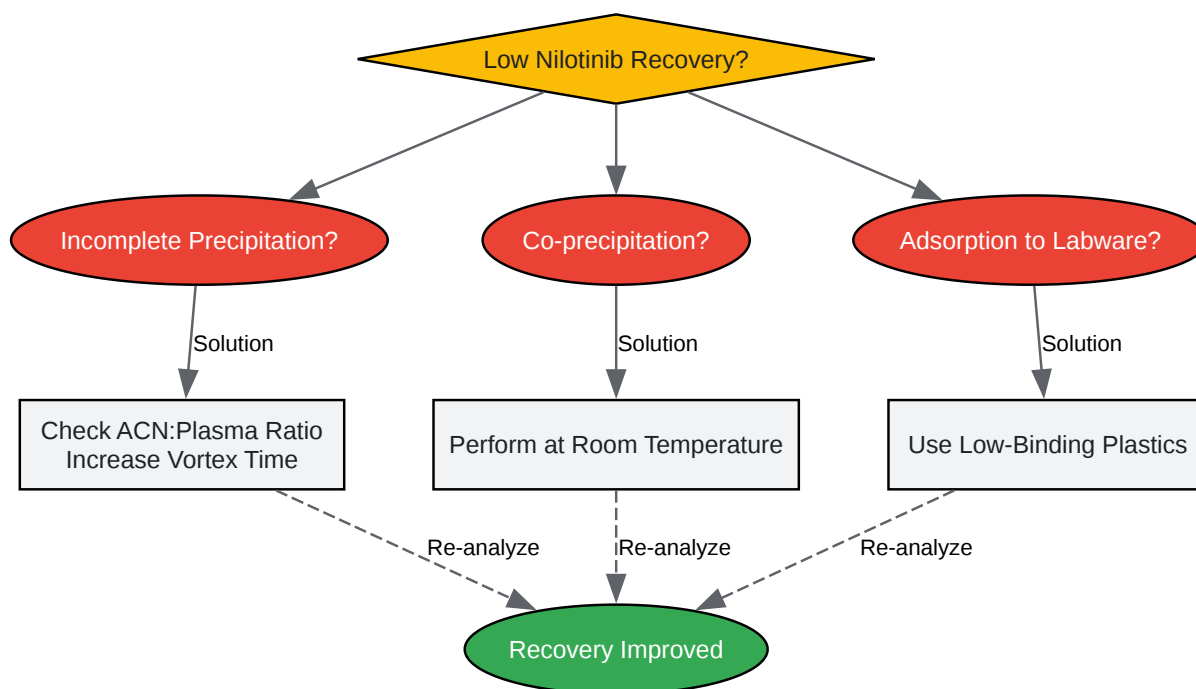 Low Nilotinib Recovery?
Incomplete Precipitation?
Co-precipitation?
Adsorption to Labware?
Solution
Solution
Solution
Check ACN:Plasma Ratio
Increase Vortex Time
Perform at Room Temperature
Use Low-Binding Plastics
Re-analyze
Re-analyze
Re-analyze
Recovery Improved